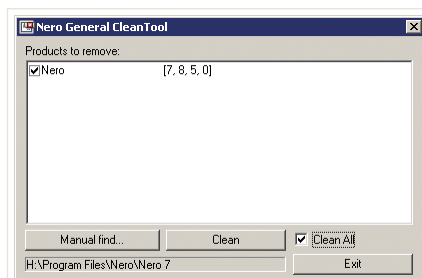 Nero General CleanTool
Products to remove:
Nero [7, 8, 5, 0]
Manual find... Clean Clean All
H:\Program Files\Nero\Nero 7 Exit